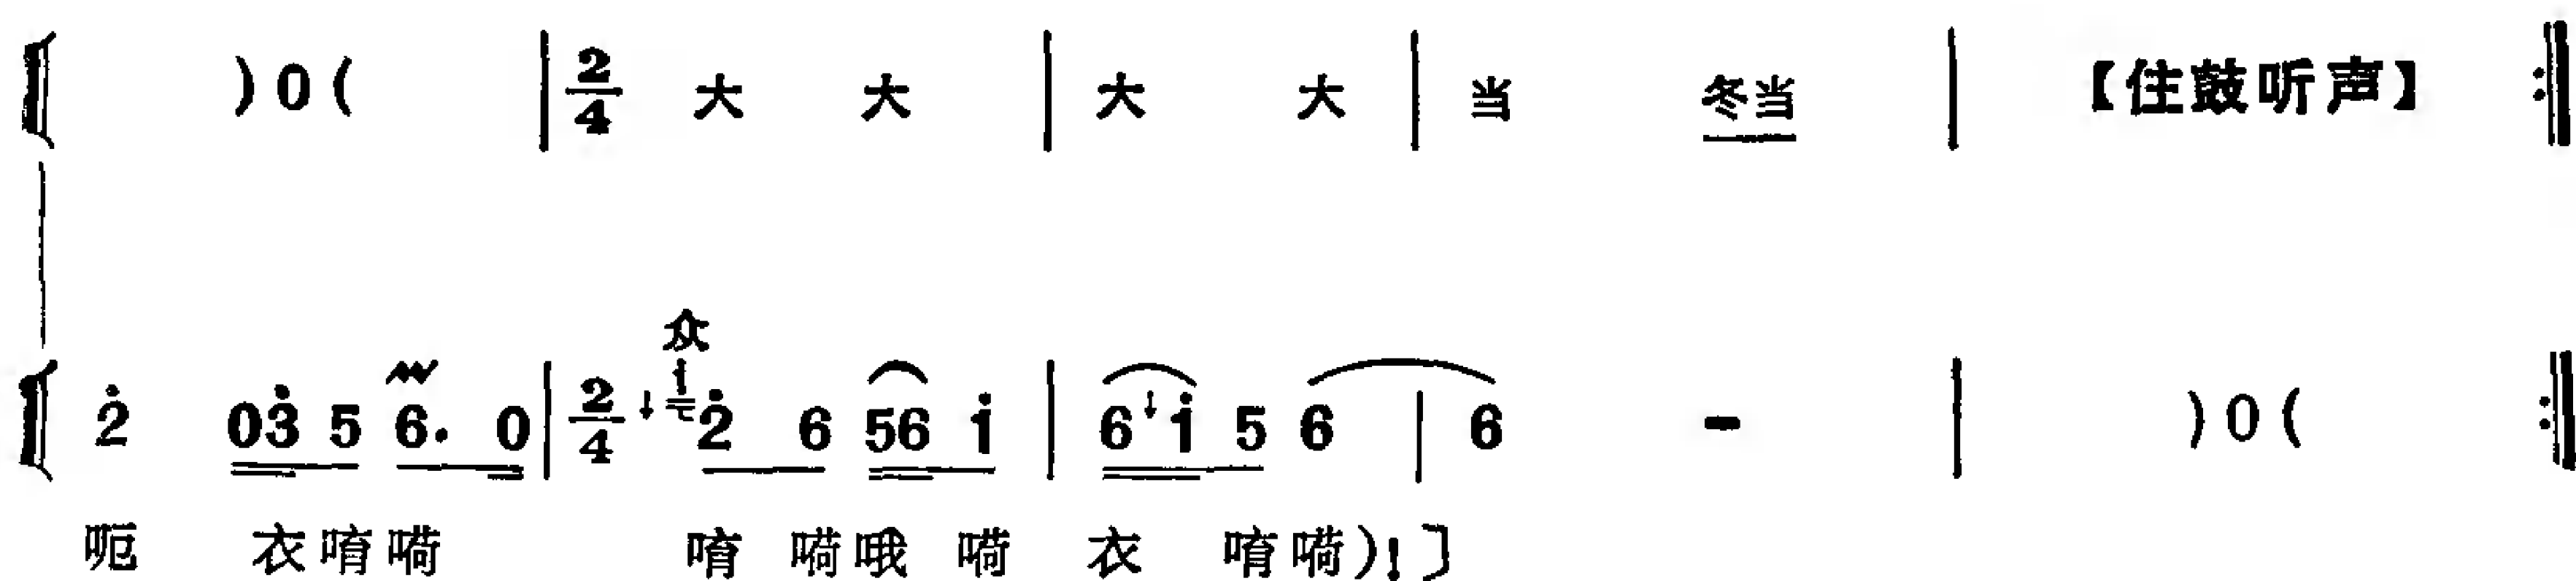 )0( | 2/4 大 大 | 大 大 | 当 冬当 | 【住鼓听声】 :‖
众
2̇ 03̇ 5 6. 0 | 2/4 ↓ 1̇ 2̇ 6 56 1̇ | 6 ↓ 1̇ 5 6 | 6 - | )0( :‖
呃 衣唷嗬 唷 嗬哦 嗬 衣 唷嗬)!〕